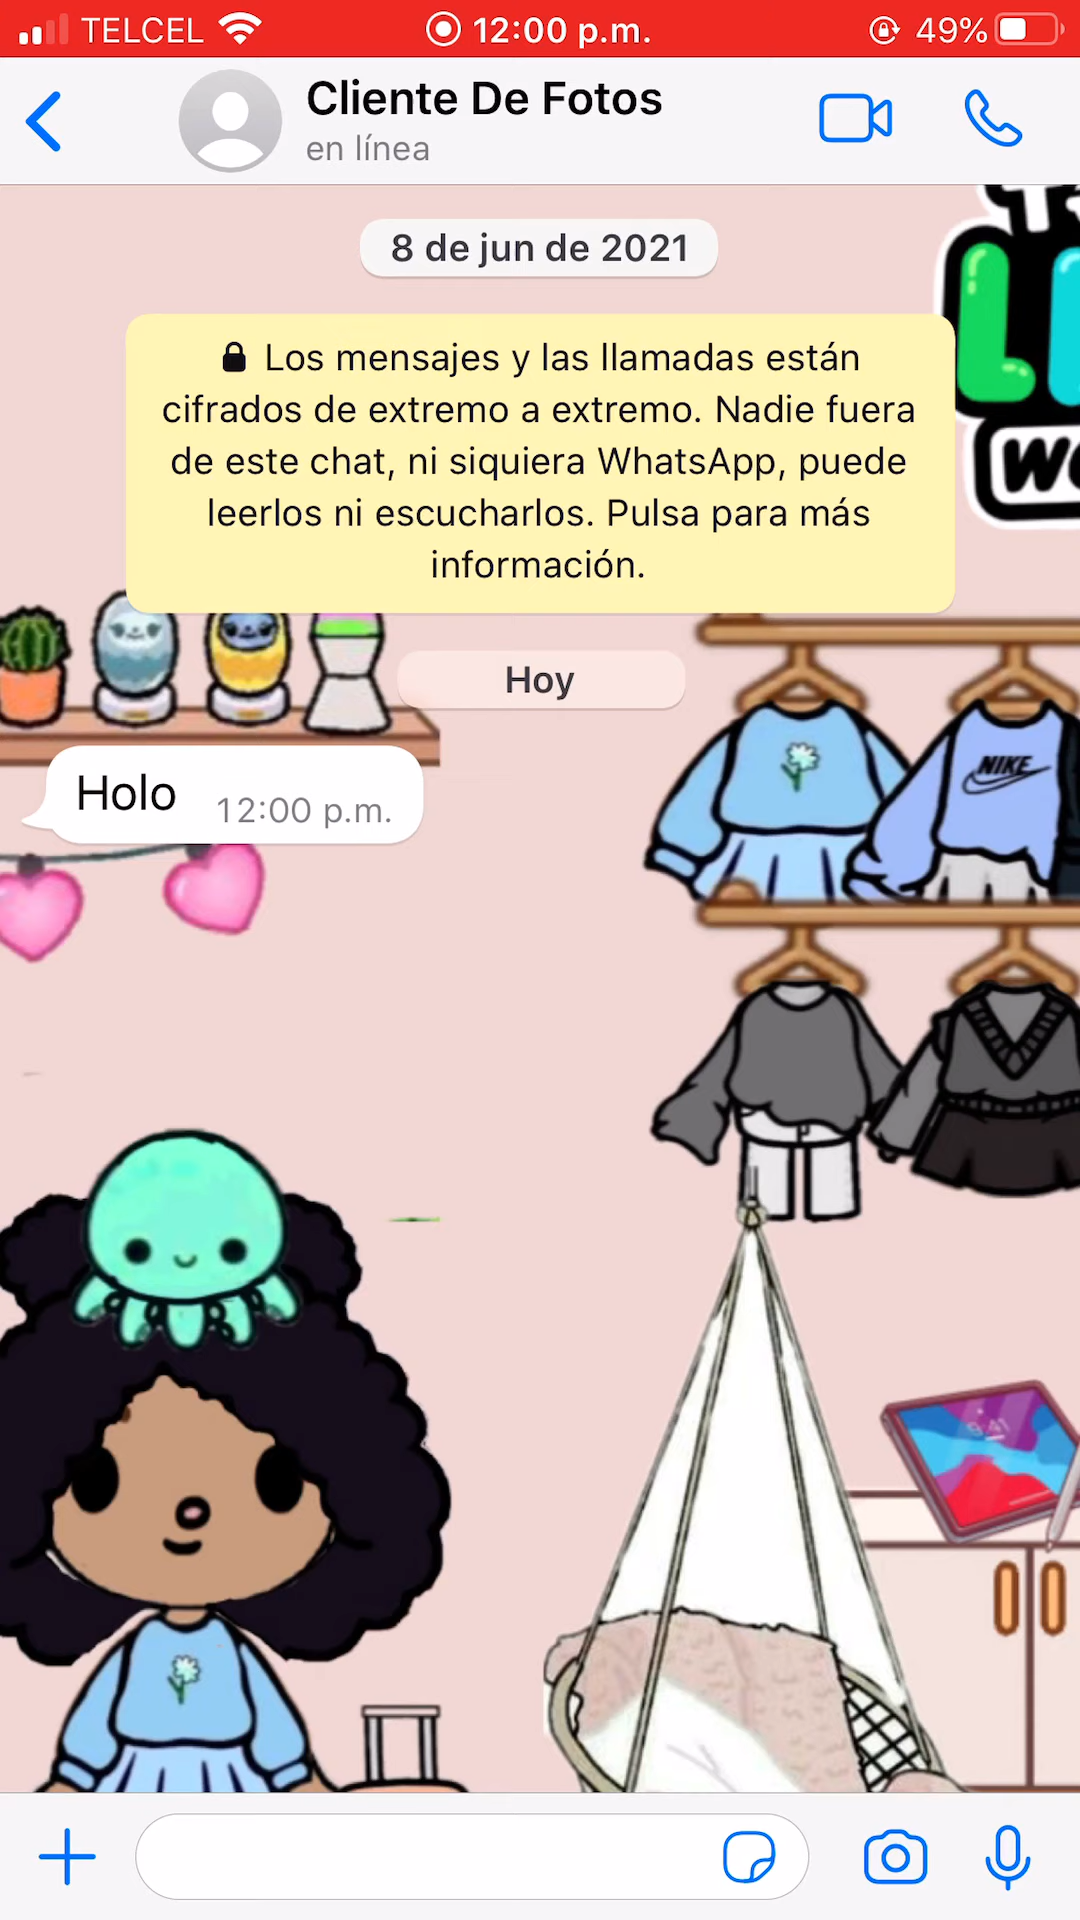 TELCEL 12:00 p.m. 49%
Cliente De Fotos
en línea
8 de jun de 2021
Los mensajes y las llamadas están
cifrados de extremo a extremo. Nadie fuera
de este chat, ni siquiera WhatsApp, puede
leerlos ni escucharlos. Pulsa para más
información.
Hoy
NIKE
Holo 12:00 p.m.